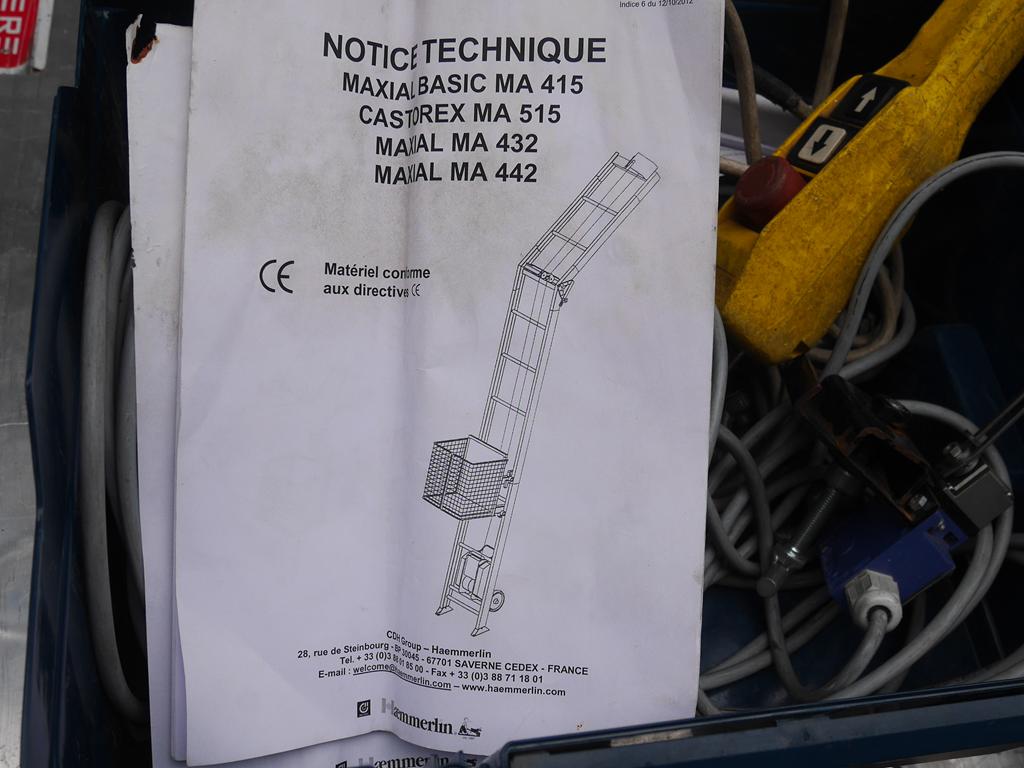 Indice 6 du 12/10/2012
NOTICE TECHNIQUE
MAXIAL BASIC MA 415
CASTOREX MA 515
MAXIAL MA 432
MAXIAL MA 442
CE Matériel conforme
aux directives CE
CDH Group – Haemmerlin
28, rue de Steinbourg - BP 30045 - 67701 SAVERNE CEDEX - FRANCE
Tel. + 33 (0)3 88 01 85 00 - Fax + 33 (0)3 88 71 18 01
E-mail : welcome@haemmerlin.com – www.haemmerlin.com
Haemmerlin
Haemmerlin